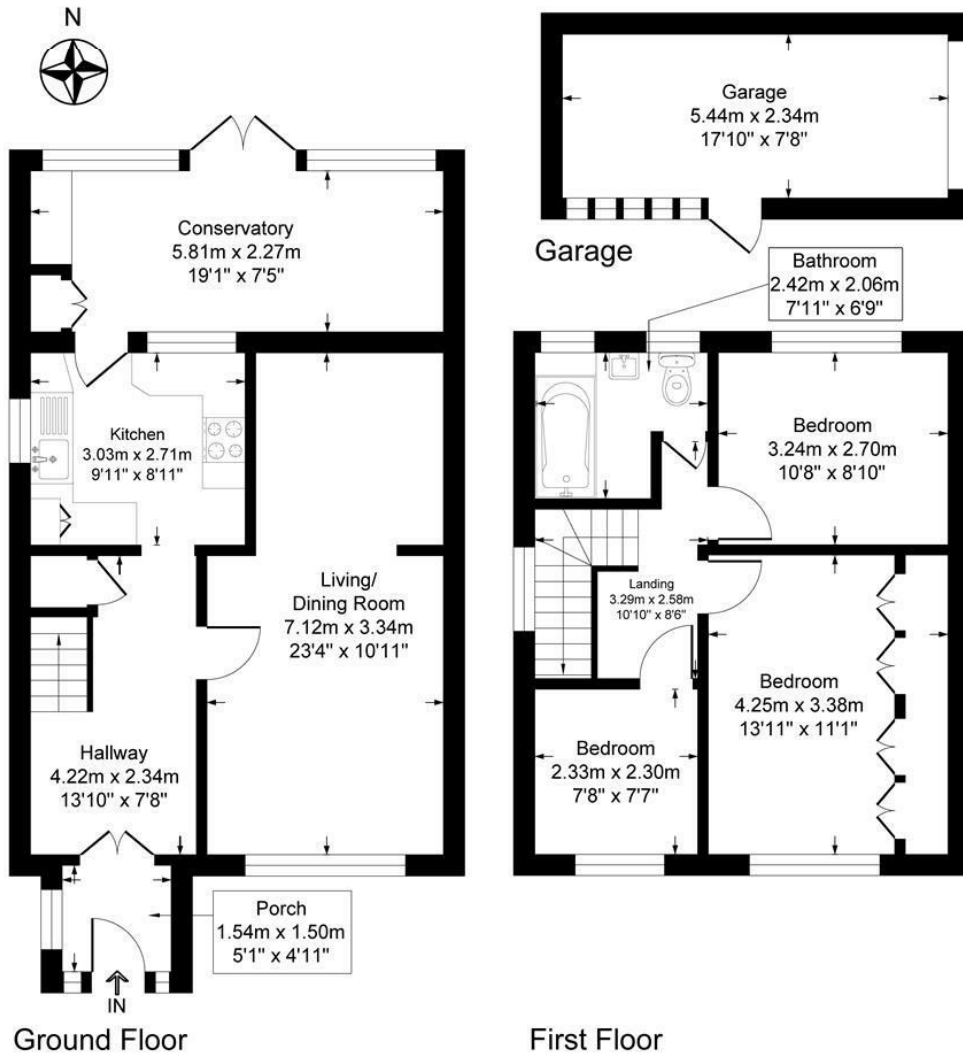 N
Garage
5.44m x 2.34m
17'10" x 7'8"
Garage
Conservatory
5.81m x 2.27m
19'1" x 7'5"
Bathroom
2.42m x 2.06m
7'11" x 6'9"
Kitchen
3.03m x 2.71m
9'11" x 8'11"
Bedroom
3.24m x 2.70m
10'8" x 8'10"
Living/
Dining Room
7.12m x 3.34m
23'4" x 10'11"
Landing
3.29m x 2.58m
10'10" x 8'6"
Hallway
4.22m x 2.34m
13'10" x 7'8"
Bedroom
2.33m x 2.30m
7'8" x 7'7"
Bedroom
4.25m x 3.38m
13'11" x 11'1"
Porch
1.54m x 1.50m
5'1" x 4'11"
IN
Ground Floor
First Floor